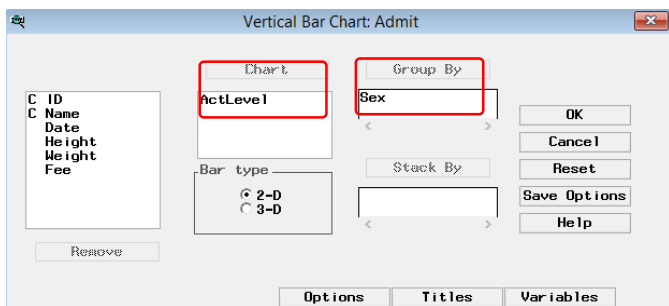 Vertical Bar Chart: Admit
Chart
Group By
C ID
C Name
Date
Height
Weight
Fee
ActLevel
Sex
OK
Cancel
Reset
Save Options
Help
Bar type
2-D
3-D
Stack By
Remove
Options
Titles
Variables